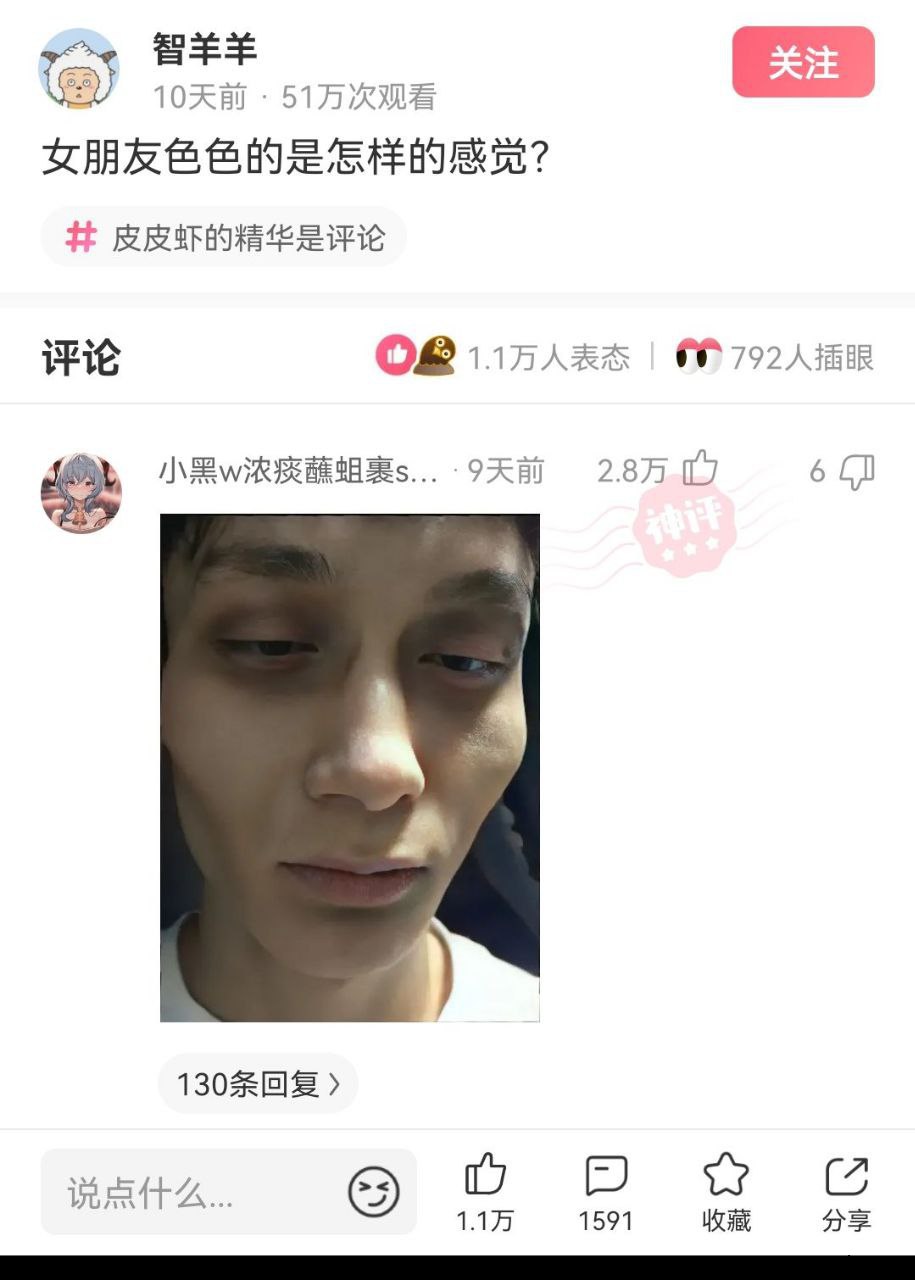 智羊羊
10天前 · 51万次观看
关注
女朋友色色的是怎样的感觉?
# 皮皮虾的精华是评论
评论
1.1万人表态
792人插眼
小黑w浓痰蘸蛆裹s... · 9天前
2.8万
6
神评
130条回复 >
说点什么...
1.1万
1591
收藏
分享